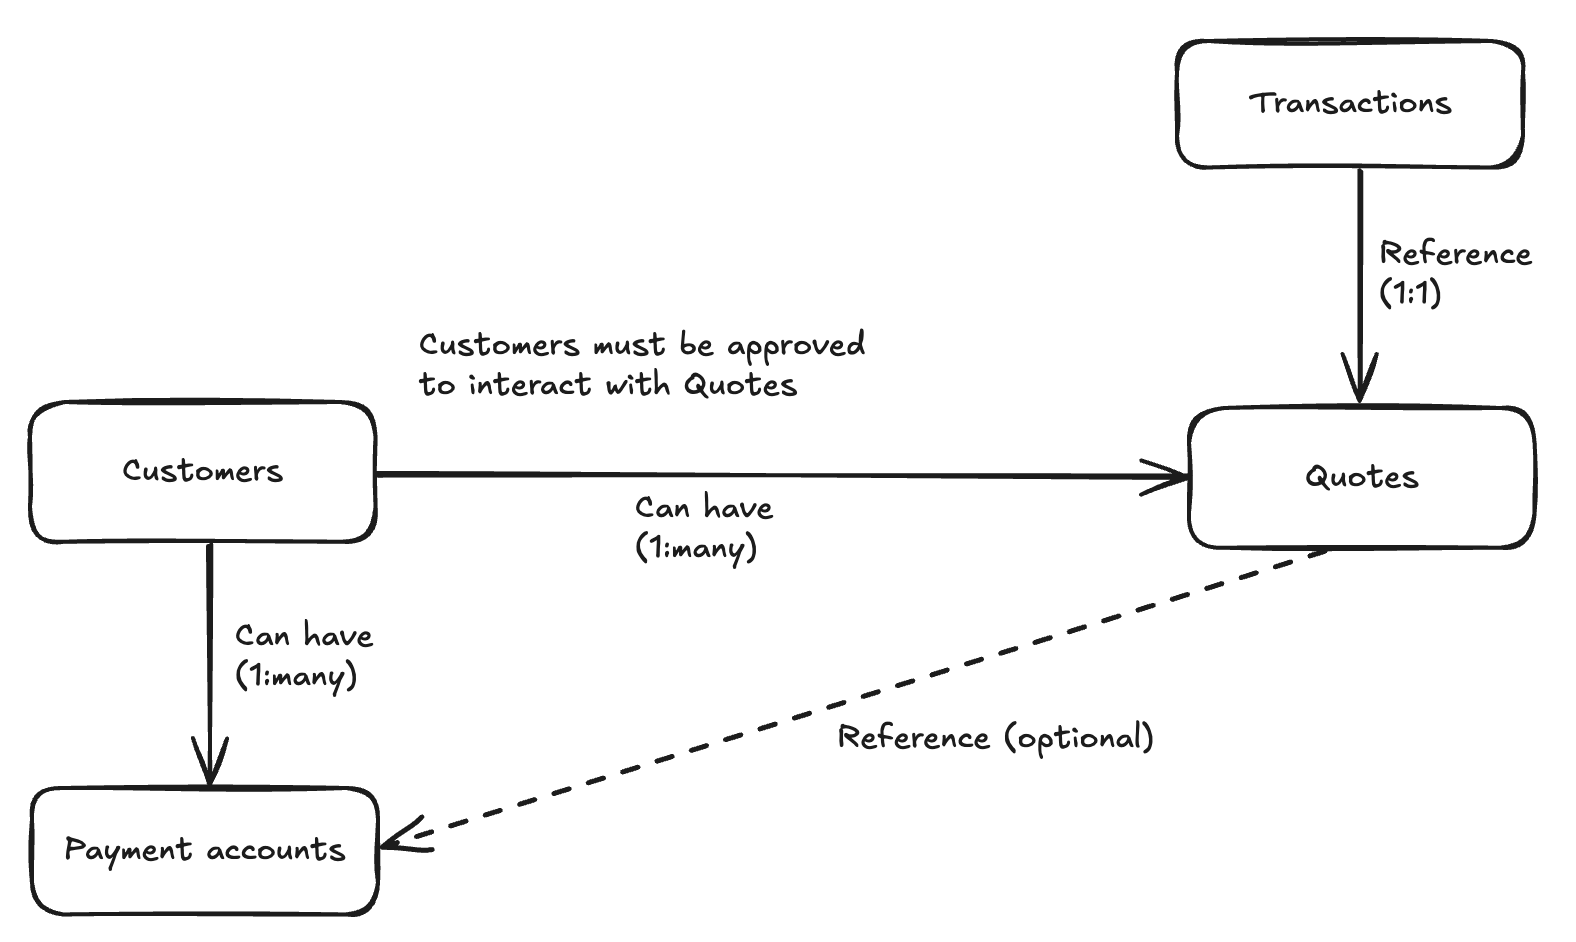 Transactions
Reference
(1:1)
Customers must be approved
to interact with Quotes
Customers
Quotes
Can have
(1:many)
Can have
(1:many)
Reference (optional)
Payment accounts